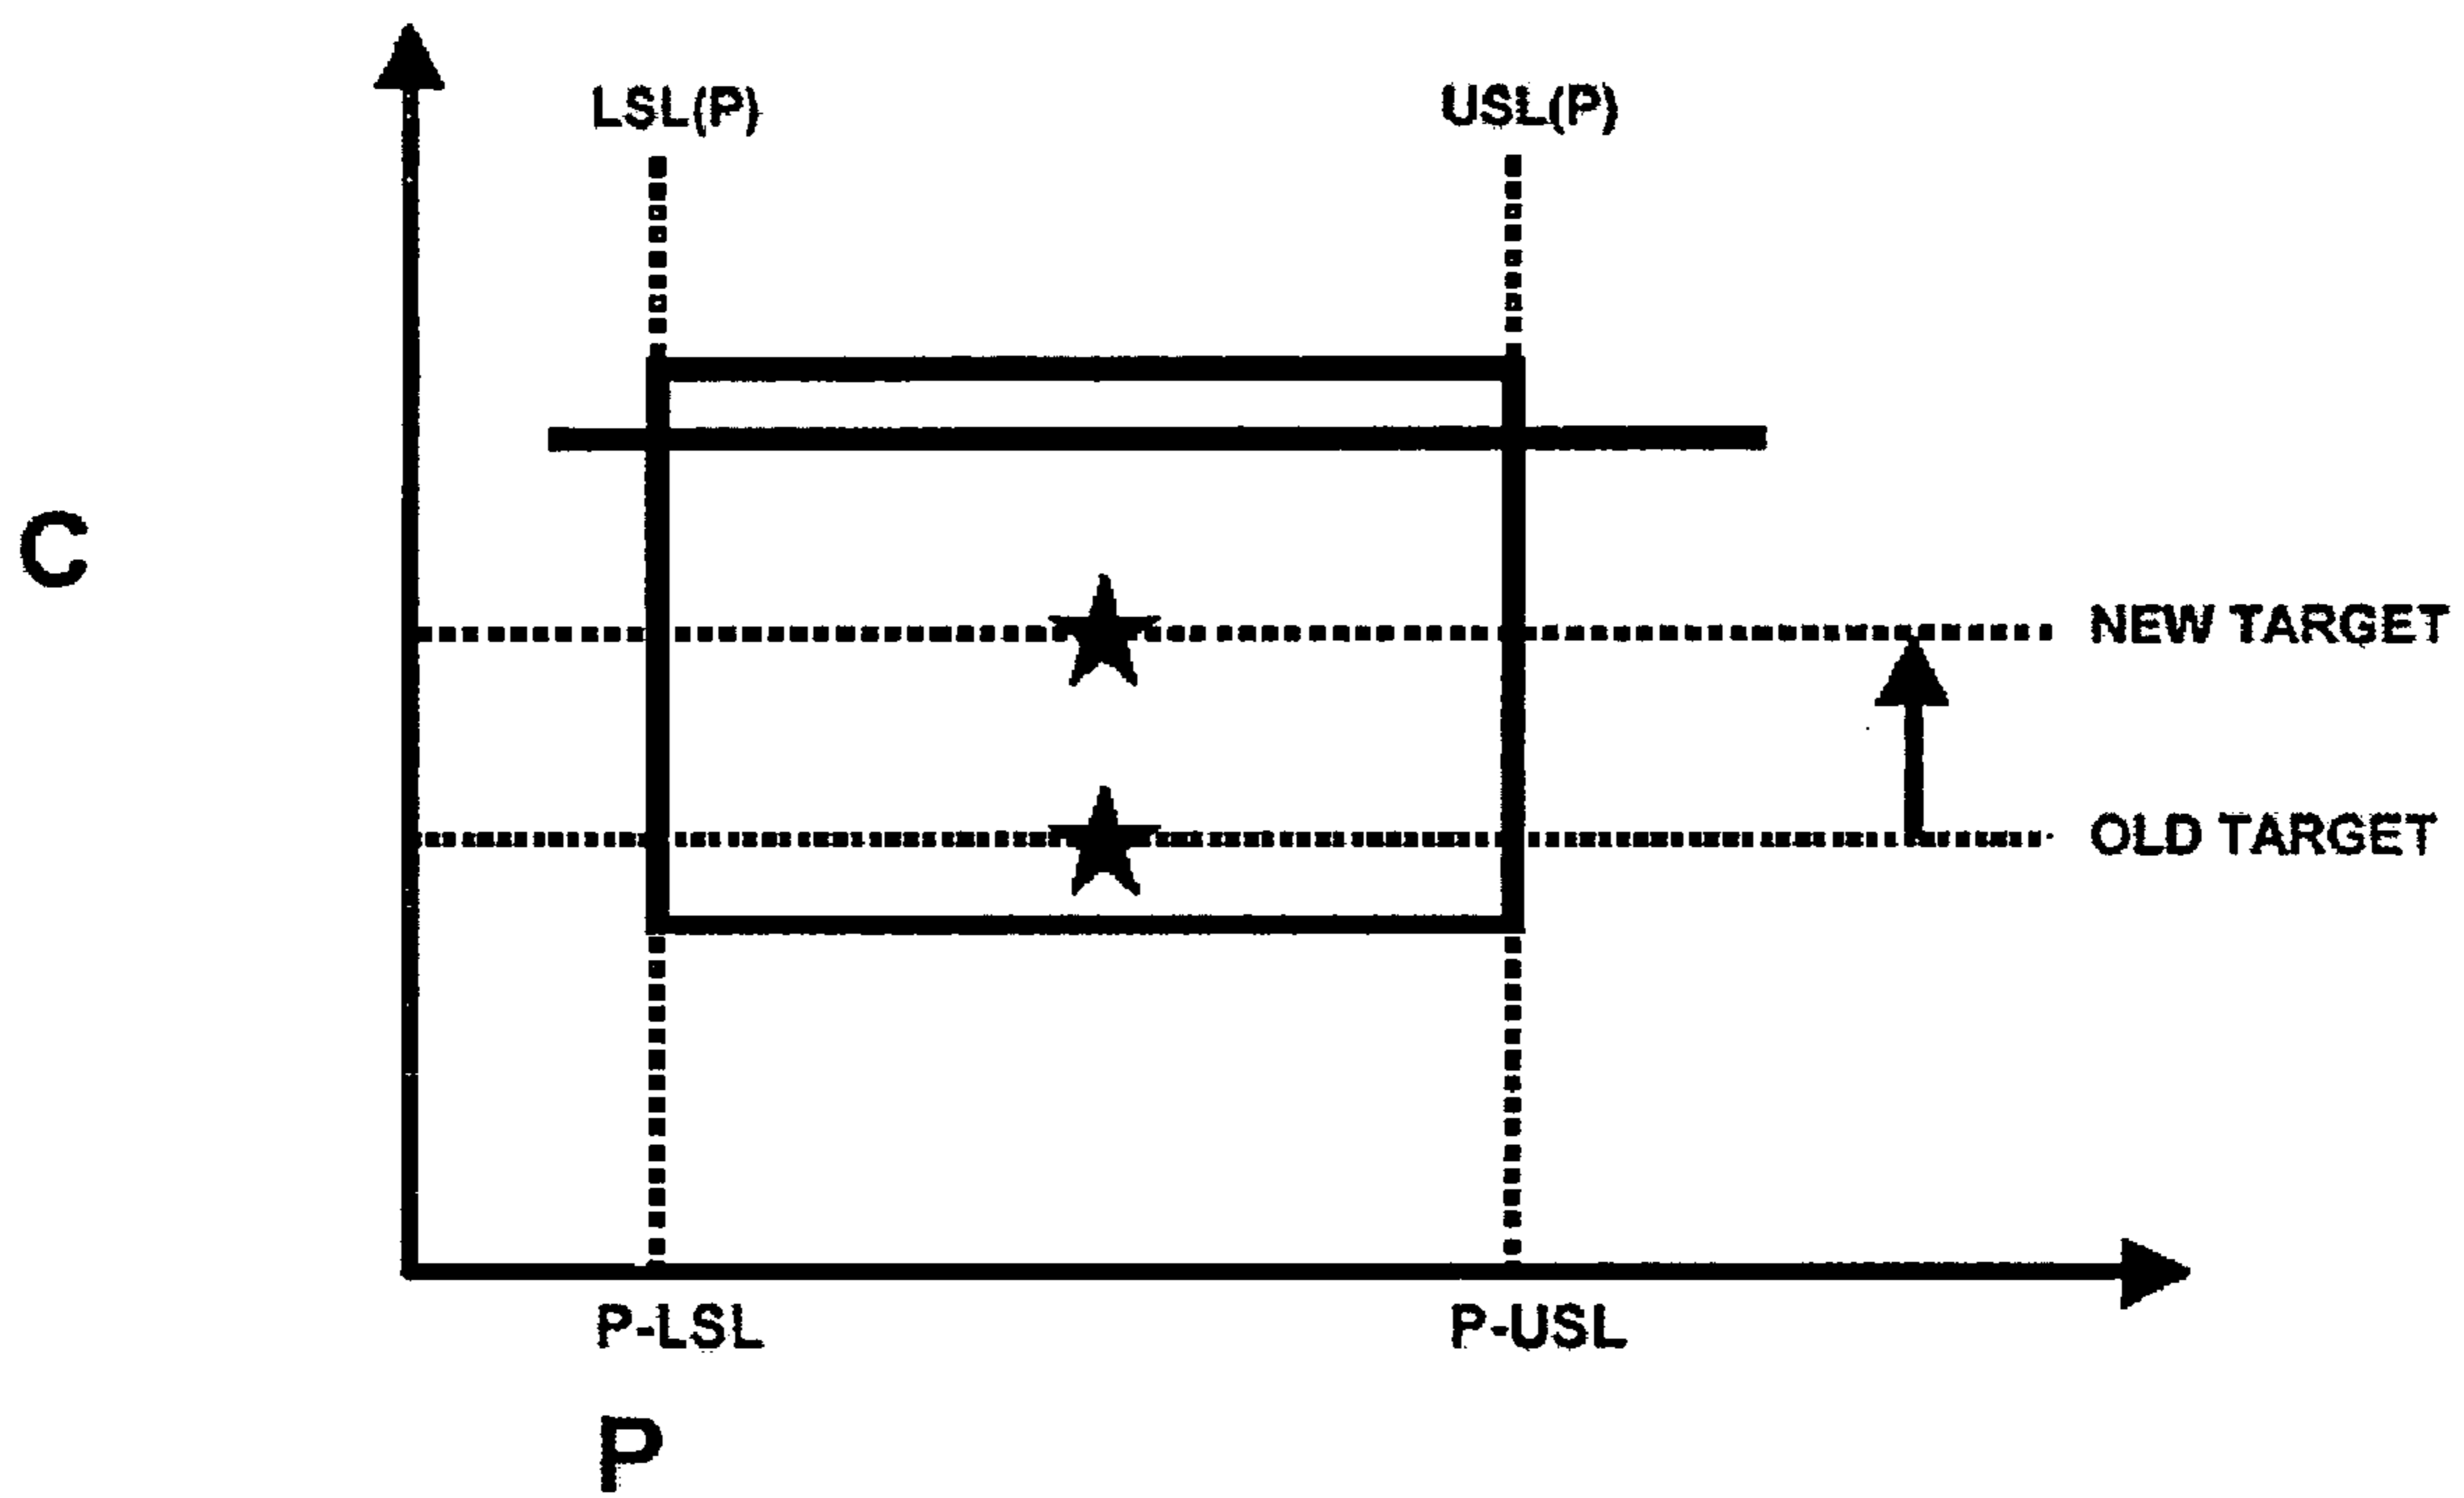 LSL(P) USL(P)
C
NEW TARGET
OLD TARGET
P-LSL P-USL
P